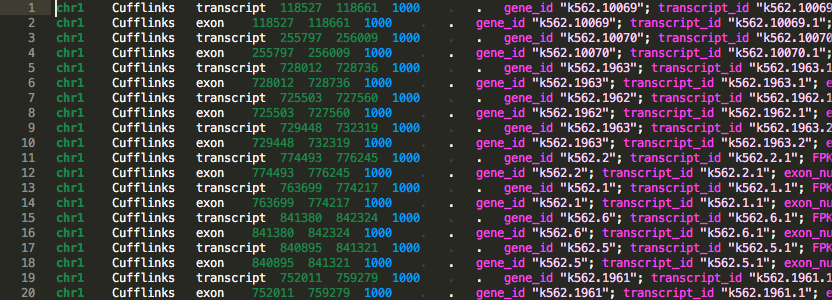 1 chr1 Cufflinks transcript 118527 118661 1000 . . gene_id "k562.10069"; transcript_id "k562.10069
2 chr1 Cufflinks exon 118527 118661 1000 . . gene_id "k562.10069"; transcript_id "k562.10069.1";
3 chr1 Cufflinks transcript 255797 256009 1000 . . gene_id "k562.10070"; transcript_id "k562.10070
4 chr1 Cufflinks exon 255797 256009 1000 . . gene_id "k562.10070"; transcript_id "k562.10070.1";
5 chr1 Cufflinks transcript 728012 728736 1000 . . gene_id "k562.1963"; transcript_id "k562.1963.1
6 chr1 Cufflinks exon 728012 728736 1000 . . gene_id "k562.1963"; transcript_id "k562.1963.1"; e
7 chr1 Cufflinks transcript 725503 727560 1000 . . gene_id "k562.1962"; transcript_id "k562.1962.1
8 chr1 Cufflinks exon 725503 727560 1000 . . gene_id "k562.1962"; transcript_id "k562.1962.1"; e
9 chr1 Cufflinks transcript 729448 732319 1000 . . gene_id "k562.1963"; transcript_id "k562.1963.2
10 chr1 Cufflinks exon 729448 732319 1000 . . gene_id "k562.1963"; transcript_id "k562.1963.2"; e
11 chr1 Cufflinks transcript 774493 776245 1000 . . gene_id "k562.2"; transcript_id "k562.2.1"; FPK
12 chr1 Cufflinks exon 774493 776245 1000 . . gene_id "k562.2"; transcript_id "k562.2.1"; exon_nu
13 chr1 Cufflinks transcript 763699 774217 1000 . . gene_id "k562.1"; transcript_id "k562.1.1"; FPK
14 chr1 Cufflinks exon 763699 774217 1000 . . gene_id "k562.1"; transcript_id "k562.1.1"; exon_nu
15 chr1 Cufflinks transcript 841380 842324 1000 . . gene_id "k562.6"; transcript_id "k562.6.1"; FPK
16 chr1 Cufflinks exon 841380 842324 1000 . . gene_id "k562.6"; transcript_id "k562.6.1"; exon_nu
17 chr1 Cufflinks transcript 840895 841321 1000 . . gene_id "k562.5"; transcript_id "k562.5.1"; FPK
18 chr1 Cufflinks exon 840895 841321 1000 . . gene_id "k562.5"; transcript_id "k562.5.1"; exon_nu
19 chr1 Cufflinks transcript 752011 759279 1000 . . gene_id "k562.1961"; transcript_id "k562.1961.1
20 chr1 Cufflinks exon 752011 759279 1000 . . gene_id "k562.1961"; transcript_id "k562.1961.1"; e